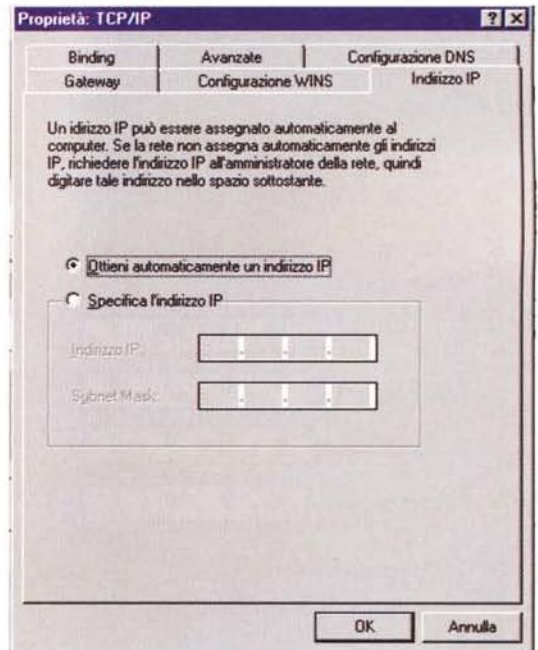 Proprietà: TCP/IP
Binding Avanzate Configurazione DNS
Gateway Configurazione WINS Indirizzo IP
Un idirizzo IP può essere assegnato automaticamente al
computer. Se la rete non assegna automaticamente gli indirizzi
IP, richiedere l'indirizzo IP all'amministratore della rete, quindi
digitare tale indirizzo nello spazio sottostante.
Ottieni automaticamente un indirizzo IP
Specifica l'indirizzo IP
Indirizzo IP:
Subnet Mask:
OK Annulla